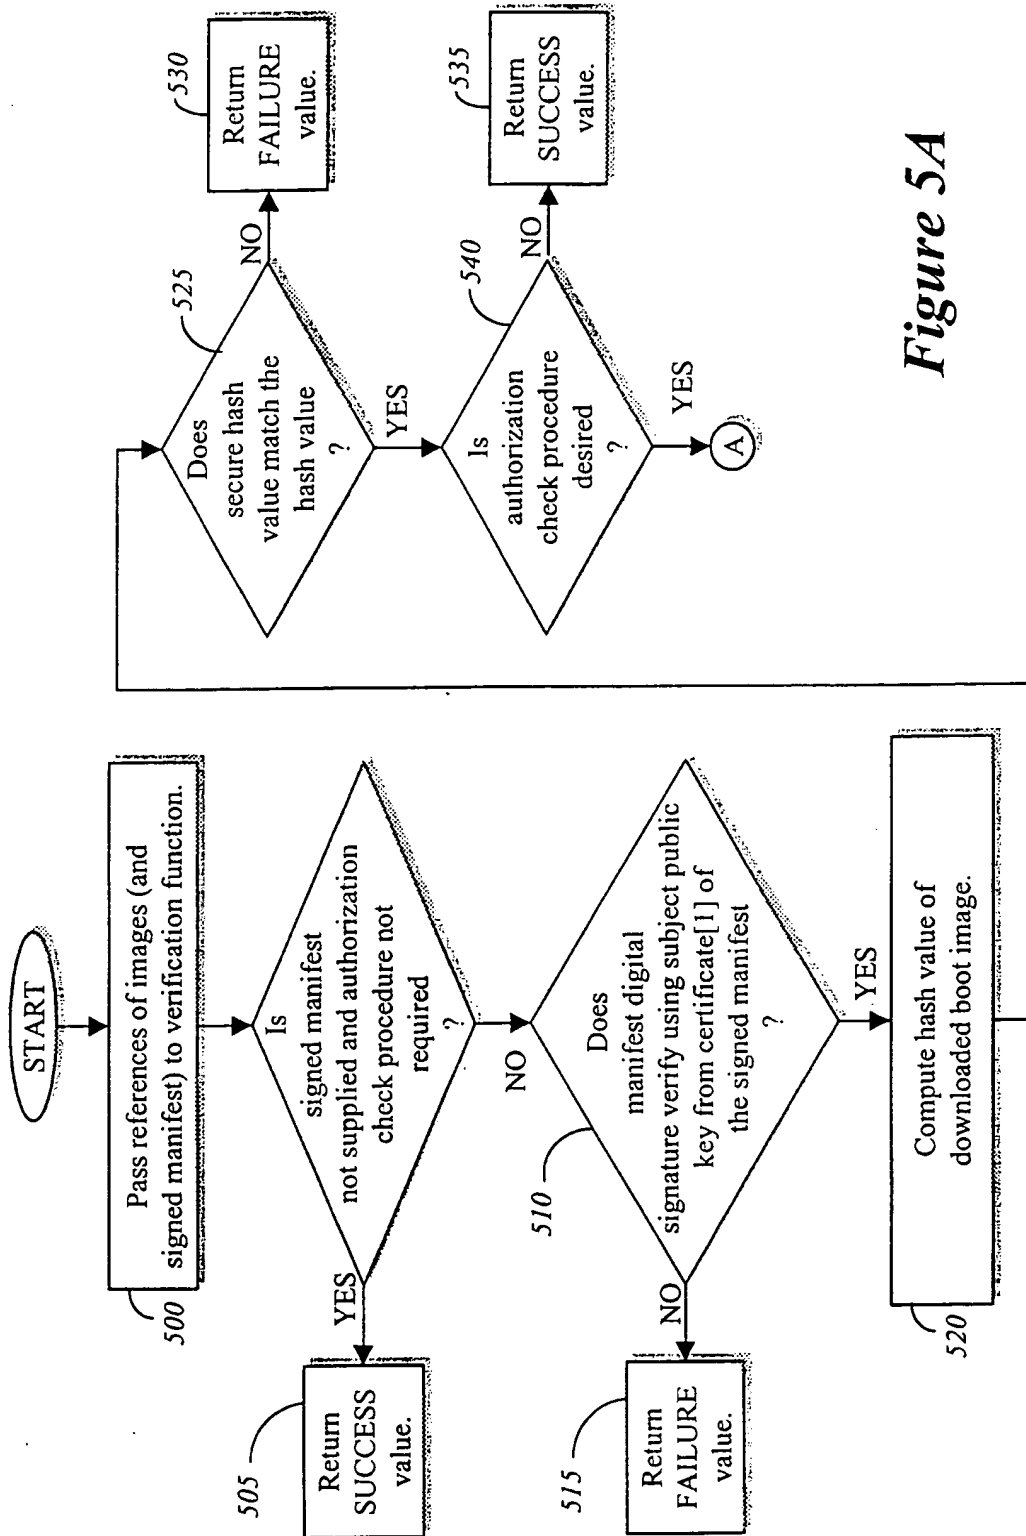 START
Pass references of images (and
signed manifest) to verification function.
500
Is
signed manifest
not supplied and authorization
check procedure not
required
?
YES
505
Return
SUCCESS
value.
NO
510
Does
manifest digital
signature verify using subject public
key from certificate[1] of
the signed manifest
?
NO
515
Return
FAILURE
value.
YES
Compute hash value of
downloaded boot image.
520
525
Does
secure hash
value match the
hash value
?
NO
530
Return
FAILURE
value.
YES
540
Is
authorization
check procedure
desired
?
NO
535
Return
SUCCESS
value.
YES
A
Figure 5A